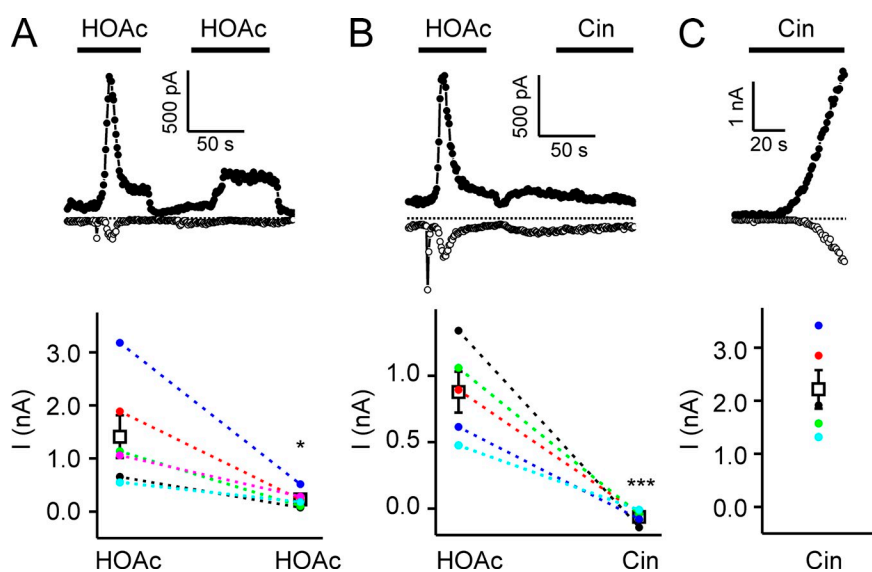 A HOAc HOAc B HOAc Cin C Cin
500 pA
50 s
500 pA
50 s
1 nA
20 s
I (nA)
3.0
2.0
1.0
0.0
*
HOAc HOAc
I (nA)
1.0
0.5
0.0
***
HOAc Cin
I (nA)
3.0
2.0
1.0
0.0
Cin